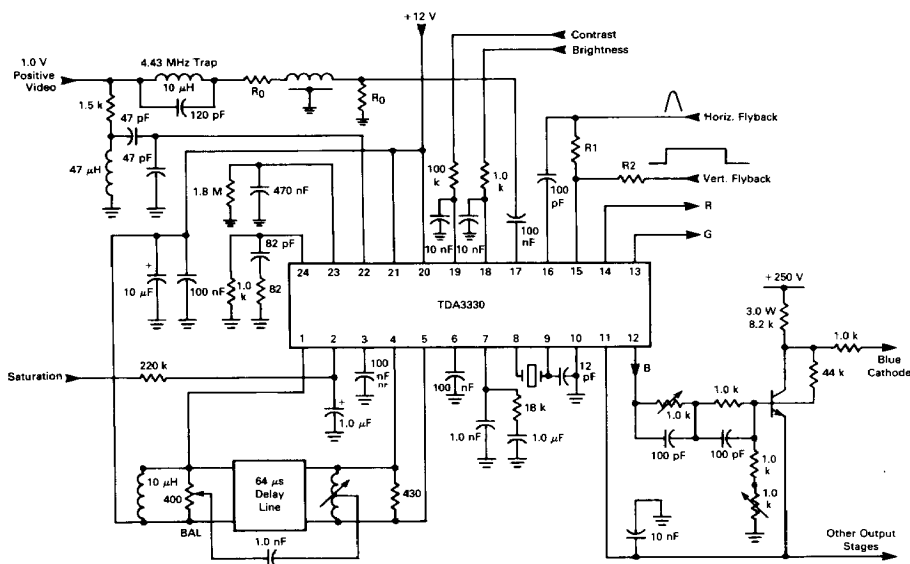 +12 V
Contrast
Brightness
1.0 V
Positive
Video
4.43 MHz Trap
10 µH
120 pF
R0
R0
1.5 k
47 pF
47 pF
47 µH
Horiz. Flyback
R1
R2
Vert. Flyback
100
pF
R
G
100
k
1.0
k
10 nF
10 nF
100
nF
1.8 M
470 nF
82 pF
1.0
k
82
+
10 µF
100 nF
24 23 22 21 20 19 18 17 16 15 14 13
TDA3330
1 2 3 4 5 6 7 8 9 10 11 12
+250 V
3.0 W
8.2 k
1.0 k
Blue
Cathode
44 k
Saturation
220 k
+
1.0 µF
100
nF
100 nF
12
pF
B
18 k
1.0 nF
1.0 µF
1.0 k
1.0 k
100 pF
100 pF
1.0
k
1.0
k
10 µH
400
BAL
64 µs
Delay
Line
430
1.0 nF
10 nF
Other Output
Stages